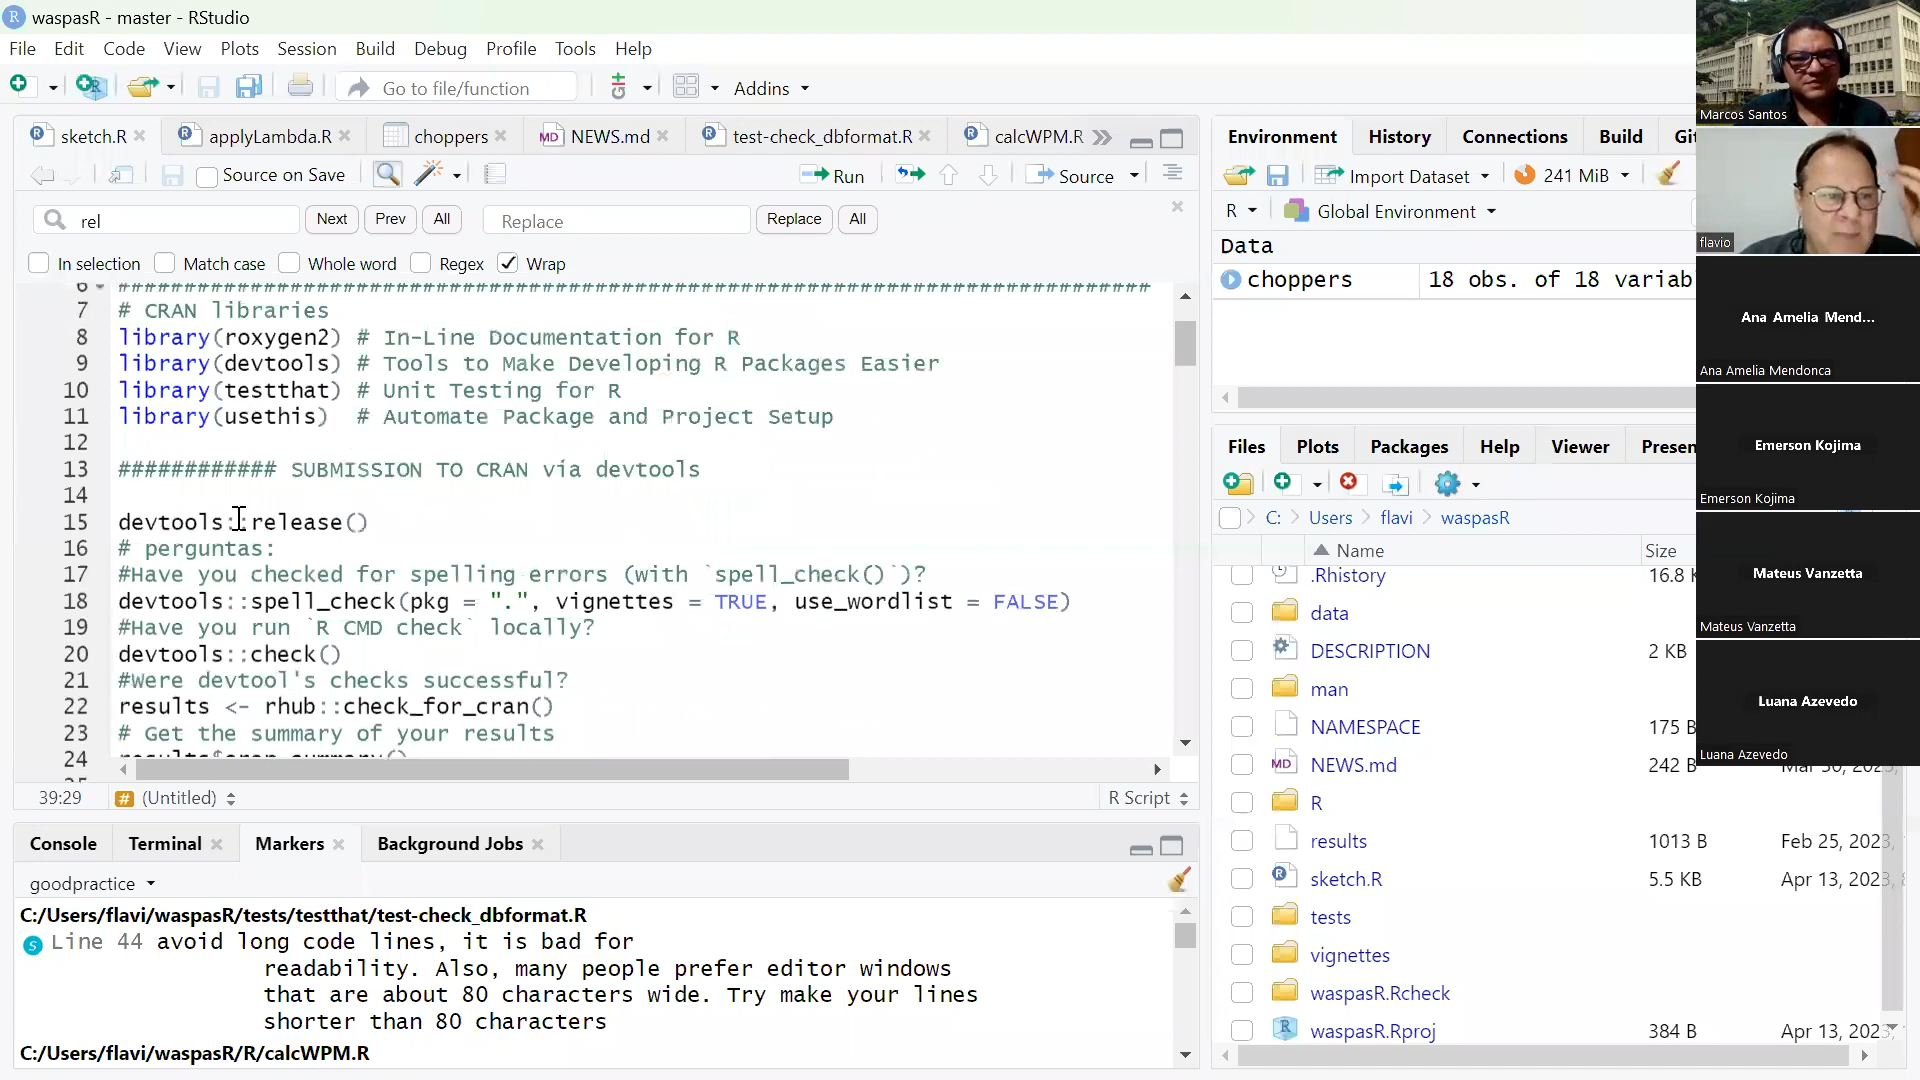 waspasR - master - RStudio
File Edit Code View Plots Session Build Debug Profile Tools Help
Go to file/function Addins
sketch.R applyLambda.R choppers NEWS.md test-check_dbformat.R calcWPM.R
Source on Save Run Source
rel Next Prev All Replace Replace All
In selection Match case Whole word Regex Wrap
6 ##############################################################################
7 # CRAN libraries
8 library(roxygen2) # In-Line Documentation for R
9 library(devtools) # Tools to Make Developing R Packages Easier
10 library(testthat) # Unit Testing for R
11 library(usethis) # Automate Package and Project Setup
12
13 ############ SUBMISSION TO CRAN vía devtools
14
15 devtools::release()
16 # perguntas:
17 #Have you checked for spelling errors (with `spell_check()`)?
18 devtools::spell_check(pkg = ".", vignettes = TRUE, use_wordlist = FALSE)
19 #Have you run `R CMD check` locally?
20 devtools::check()
21 #Were devtool's checks successful?
22 results <- rhub::check_for_cran()
23 # Get the summary of your results
24
39:29 (Untitled) R Script
Console Terminal Markers Background Jobs
goodpractice
C:/Users/flavi/waspasR/tests/testthat/test-check_dbformat.R
Line 44 avoid long code lines, it is bad for
readability. Also, many people prefer editor windows
that are about 80 characters wide. Try make your lines
shorter than 80 characters
C:/Users/flavi/waspasR/R/calcWPM.R
Environment History Connections Build Git
Import Dataset 241 MiB
R Global Environment
Data
choppers 18 obs. of 18 variab
Files Plots Packages Help Viewer Presen
C: Users flavi waspasR
Name Size
.Rhistory 16.8 K
data
DESCRIPTION 2 KB
man
NAMESPACE 175 B
NEWS.md 242 B Mar 30, 2023,
R
results 1013 B Feb 25, 2023,
sketch.R 5.5 KB Apr 13, 2023,
tests
vignettes
waspasR.Rcheck
waspasR.Rproj 384 B Apr 13, 2023,
Marcos Santos
flavio
Ana Amelia Mend...
Ana Amelia Mendonca
Emerson Kojima
Emerson Kojima
Mateus Vanzetta
Mateus Vanzetta
Luana Azevedo
Luana Azevedo